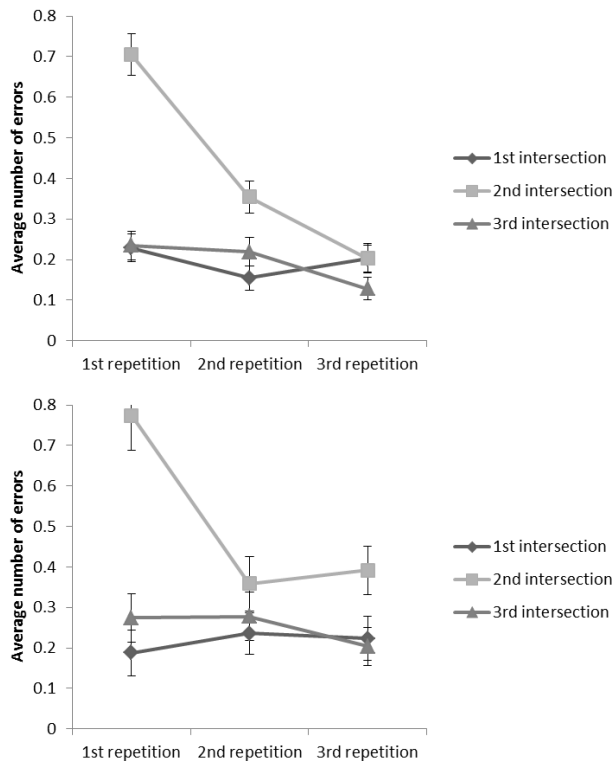 0.8
0.7
0.6
0.5
0.4
0.3
0.2
0.1
0
Average number of errors
1st repetition 2nd repetition 3rd repetition
1st intersection
2nd intersection
3rd intersection
0.8
0.7
0.6
0.5
0.4
0.3
0.2
0.1
0
Average number of errors
1st repetition 2nd repetition 3rd repetition
1st intersection
2nd intersection
3rd intersection